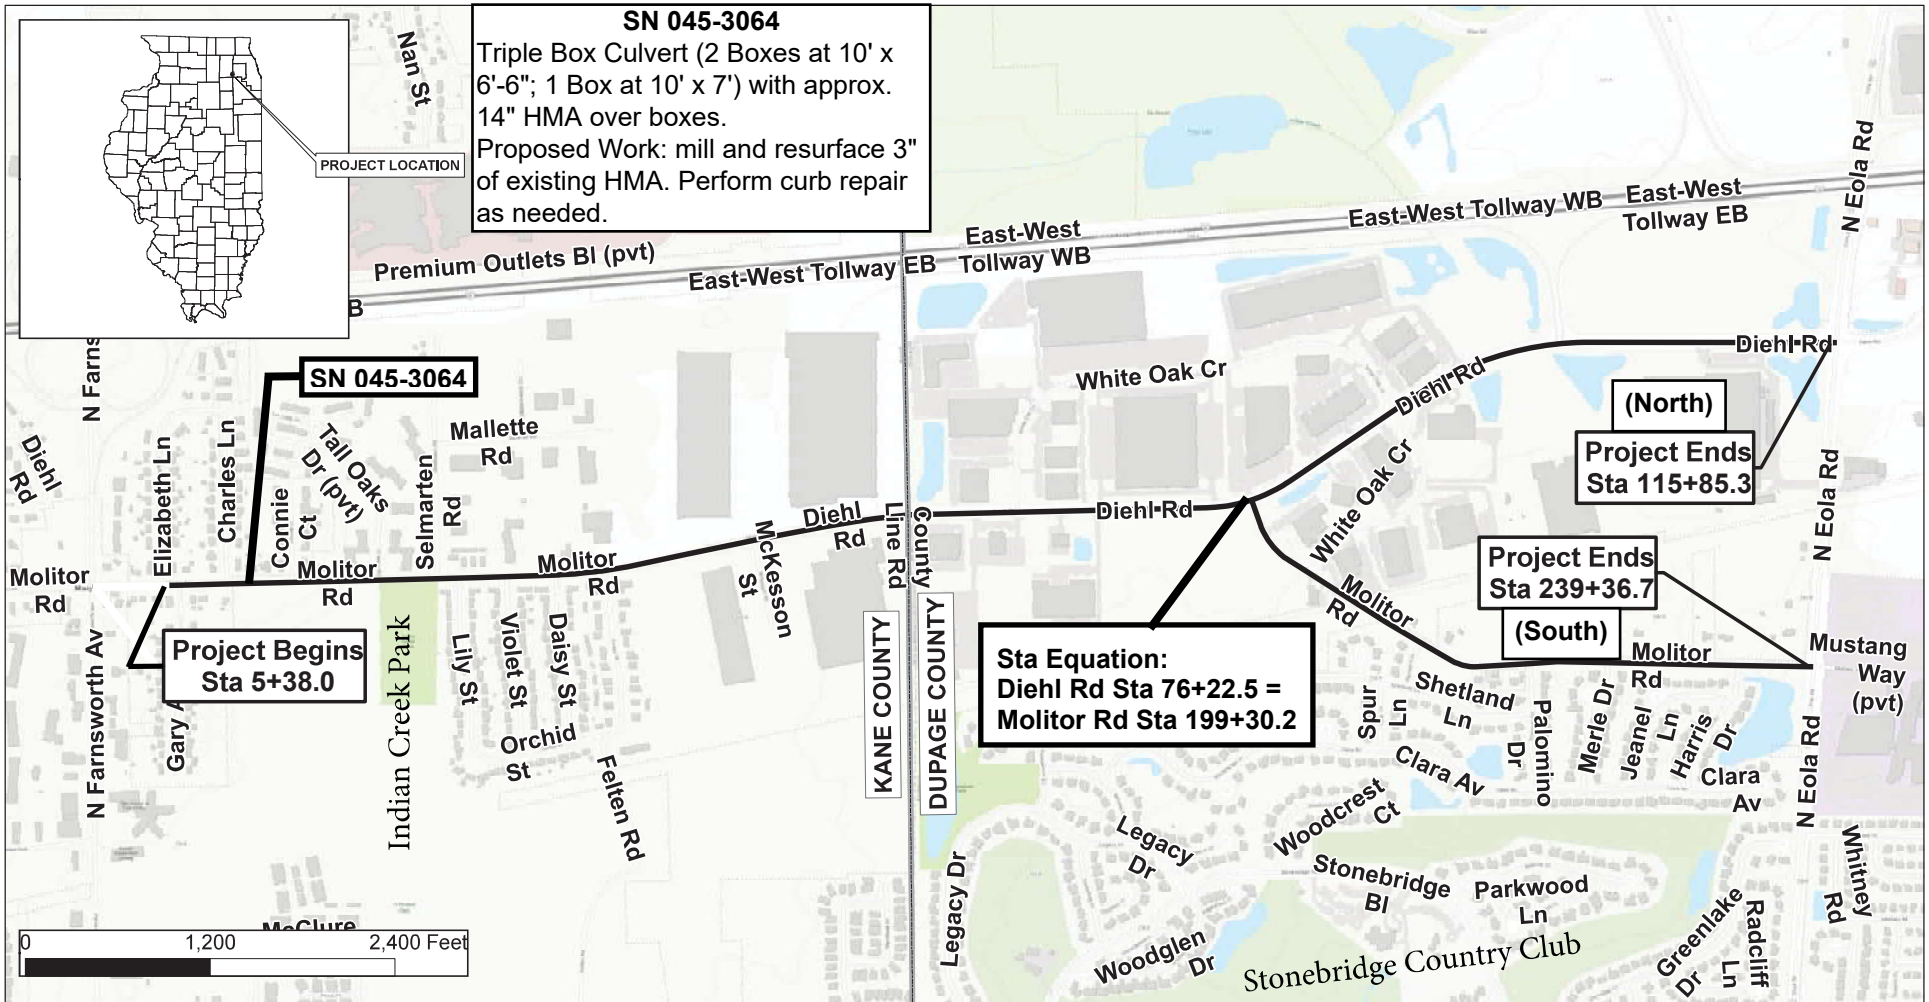 SN 045-3064
Triple Box Culvert (2 Boxes at 10' x
6'-6"; 1 Box at 10' x 7') with approx.
14" HMA over boxes.
Proposed Work: mill and resurface 3"
of existing HMA. Perform curb repair
as needed.
PROJECT LOCATION
Nan St
N Eola Rd
East-West
Tollway EB
East-West Tollway WB
East-West
Tollway WB
Premium Outlets Bl (pvt)
East-West Tollway EB
B
N Farns
SN 045-3064
White Oak Cr
Diehl Rd
Diehl Rd
(North)
Project Ends
Sta 115+85.3
Diehl
Rd
Elizabeth Ln
Charles Ln
Connie
Ct
Tall Oaks
Dr (pvt)
Selmarten
Rd
Mallette
Rd
McKesson
St
Diehl
Rd
Line Rd
County
Diehl Rd
White Oak Cr
N Eola Rd
Molitor
Rd
Molitor
Rd
Molitor
Rd
Molitor
Rd
Project Ends
Sta 239+36.7
(South)
Molitor
Rd
Mustang
Way
(pvt)
Project Begins
Sta 5+38.0
N Farnsworth Av
Gary A
Indian Creek Park
Lily St
Violet St
Daisy St
Orchid
St
Felten Rd
KANE COUNTY
DUPAGE COUNTY
Sta Equation:
Diehl Rd Sta 76+22.5 =
Molitor Rd Sta 199+30.2
Spur
Ln
Shetland
Ln
Clara Av
Palomino
Dr
Merle Dr
Jeanel
Ln
Harris
Dr
Clara
Av
N Eola Rd
Woodcrest
Ct
Legacy
Dr
Legacy Dr
Stonebridge
Bl
Parkwood
Ln
Woodglen
Dr
Stonebridge Country Club
Greenlake
Dr
Radcliff
Ln
Whitney
Rd
McClure
0 1,200 2,400 Feet